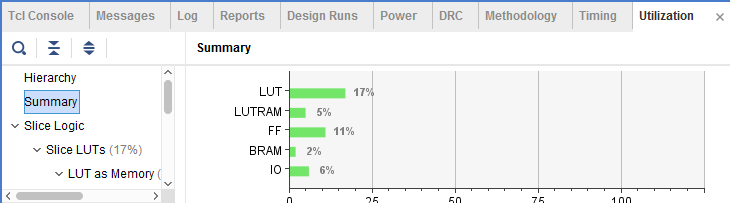 Tcl Console Messages Log Reports Design Runs Power DRC Methodology Timing Utilization ×
Summary
Hierarchy
Summary
Slice Logic
Slice LUTs (17%)
LUT as Memory (
LUT 17%
LUTRAM 5%
FF 11%
BRAM 2%
IO 6%
0 25 50 75 100